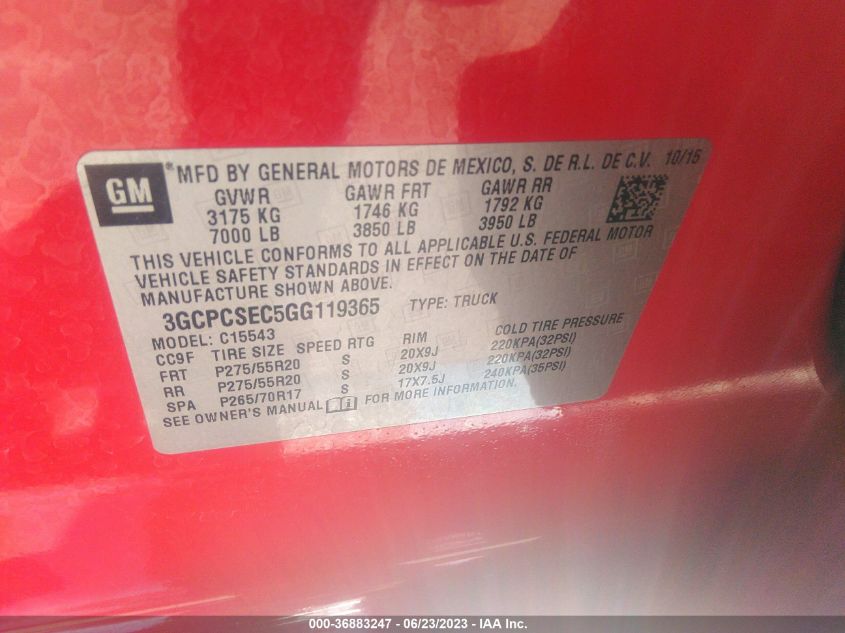 GM
*MFD BY GENERAL MOTORS DE MEXICO, S. DE R.L. DE C.V. 10/15
GVWR GAWR FRT GAWR RR
3175 KG 1746 KG 1792 KG
7000 LB 3850 LB 3950 LB
THIS VEHICLE CONFORMS TO ALL APPLICABLE U.S. FEDERAL MOTOR
VEHICLE SAFETY STANDARDS IN EFFECT ON THE DATE OF
MANUFACTURE SHOWN ABOVE.
3GCPCSEC5GG119365 TYPE: TRUCK
MODEL: C15543
CC9F TIRE SIZE SPEED RTG RIM COLD TIRE PRESSURE
FRT P275/55R20 S 20X9J 220KPA(32PSI)
RR P275/55R20 S 20X9J 220KPA(32PSI)
SPA P265/70R17 S 17X7.5J 240KPA(35PSI)
SEE OWNER'S MANUAL FOR MORE INFORMATION.
000-36883247 - 06/23/2023 - IAA Inc.